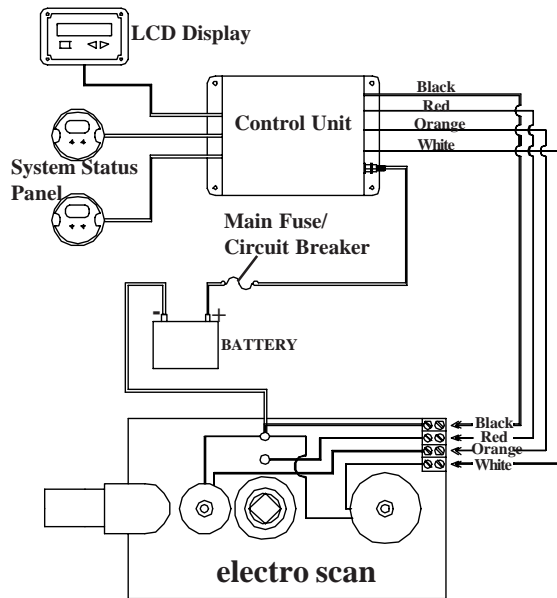 LCD Display
Black
Red
Orange
White
Control Unit
System Status
Panel
Main Fuse/
Circuit Breaker
- +
BATTERY
Black
Red
Orange
White
electro scan